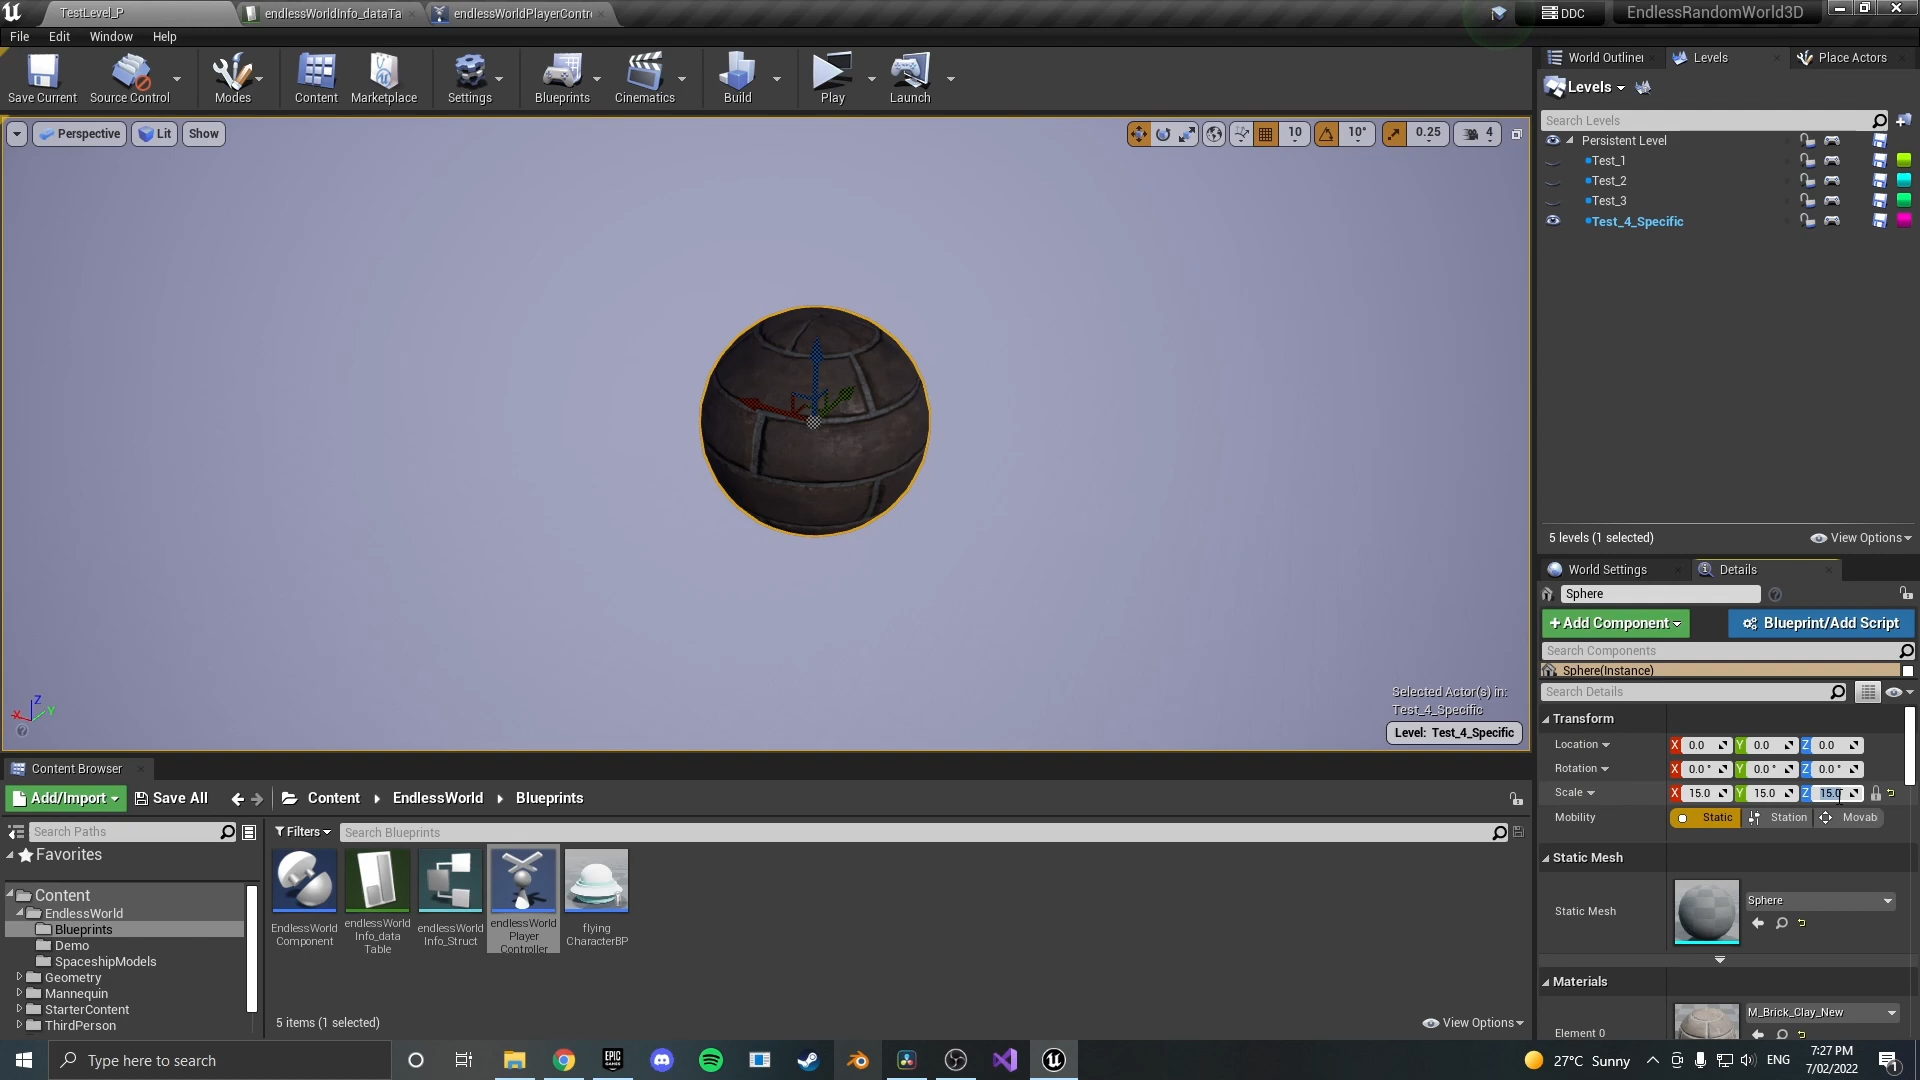 TestLevel_P
endlessWorldInfo_dataTa
endlessWorldPlayerContr
DDC
EndlessRandomWorld3D
File Edit Window Help
Save Current
Source Control
Modes
Content
Marketplace
Settings
Blueprints
Cinematics
Build
Play
Launch
World Outliner
Levels
Place Actors
Levels
Search Levels
Persistent Level
Test_1
Test_2
Test_3
Test_4_Specific
5 levels (1 selected)
View Options
Perspective
Lit
Show
10
10°
0.25
4
Selected Actor(s) in:
Test_4_Specific
Level: Test_4_Specific
X
Y
Z
World Settings
Details
Sphere
+Add Component
Blueprint/Add Script
Search Components
Sphere(Instance)
Search Details
Transform
Location X 0.0 Y 0.0 Z 0.0
Rotation X 0.0° Y 0.0° Z 0.0°
Scale X 15.0 Y 15.0 Z 15.0
Mobility Static Station Movab
Static Mesh
Static Mesh
Sphere
Materials
Element 0
M_Brick_Clay_New
Content Browser
Add/Import
Save All
Content
EndlessWorld
Blueprints
Search Paths
Filters
Search Blueprints
Favorites
Content
EndlessWorld
Blueprints
Demo
SpaceshipModels
Geometry
Mannequin
StarterContent
ThirdPerson
EndlessWorld
Component
endlessWorld
Info_data
Table
endlessWorld
Info_Struct
endlessWorld
Player
Controller
flying
CharacterBP
5 items (1 selected)
View Options
Type here to search
EPIC
GAMES
27°C Sunny
ENG
7:27 PM
7/02/2022
1